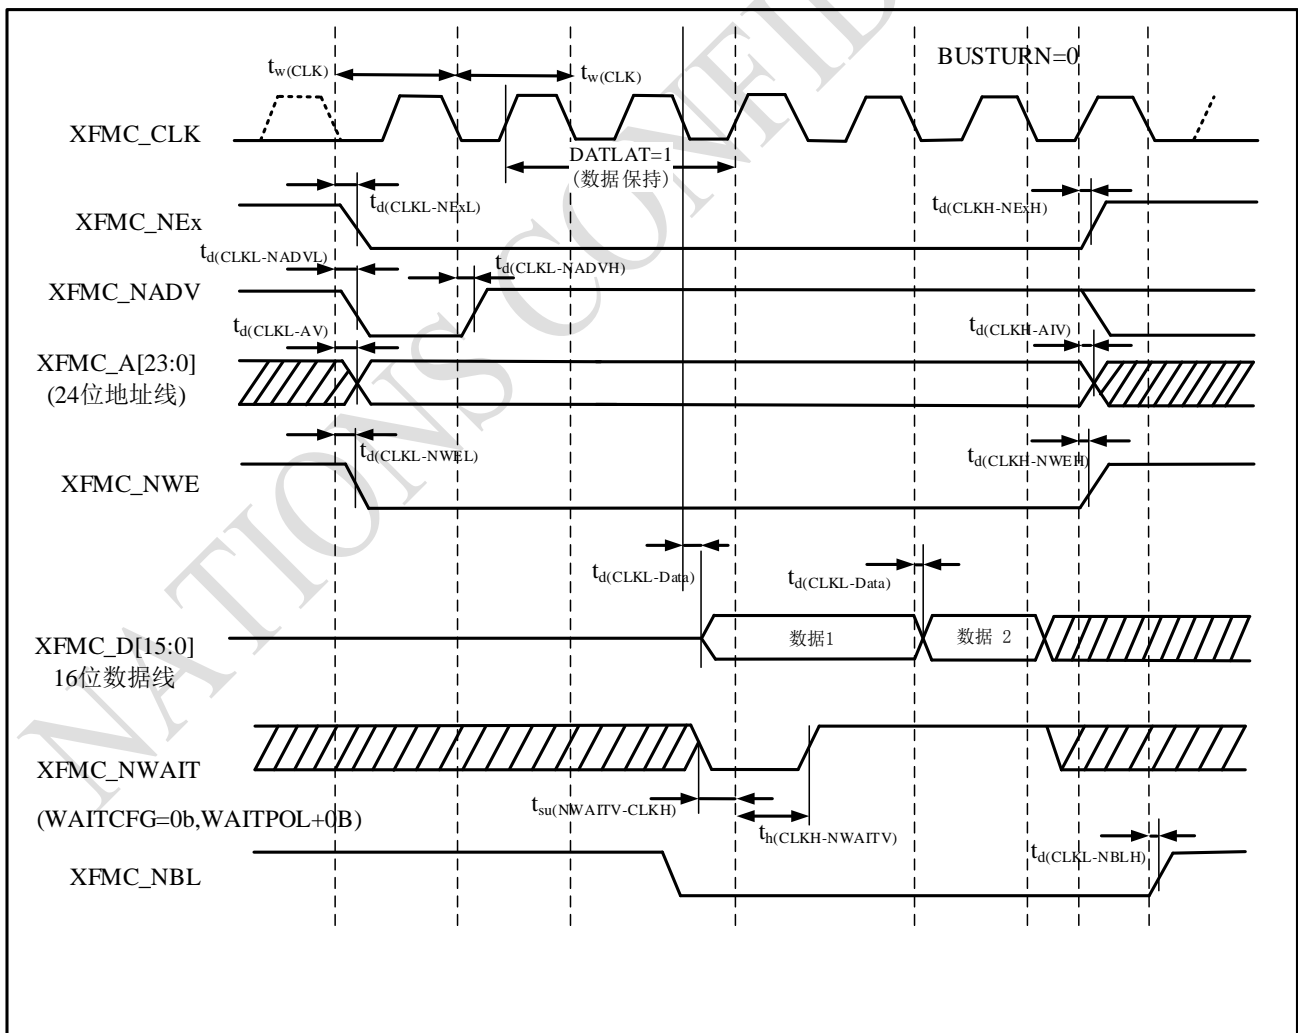 BUSTURN=0
tw(CLK)
tw(CLK)
XFMC_CLK
DATLAT=1
(数据保持)
td(CLKL-NExL)
td(CLKH-NExH)
XFMC_NEx
td(CLKL-NADVL)
td(CLKL-NADVH)
XFMC_NADV
td(CLKL-AV)
td(CLKH-AIV)
XFMC_A[23:0]
(24位地址线)
td(CLKL-NWEL)
td(CLKH-NWEH)
XFMC_NWE
td(CLKL-Data)
td(CLKL-Data)
XFMC_D[15:0]
16位数据线
数据1
数据 2
XFMC_NWAIT
(WAITCFG=0b,WAITPOL+0B)
tsu(NWAITV-CLKH)
th(CLKH-NWAITV)
td(CLKL-NBLH)
XFMC_NBL
NATIONS CONFID